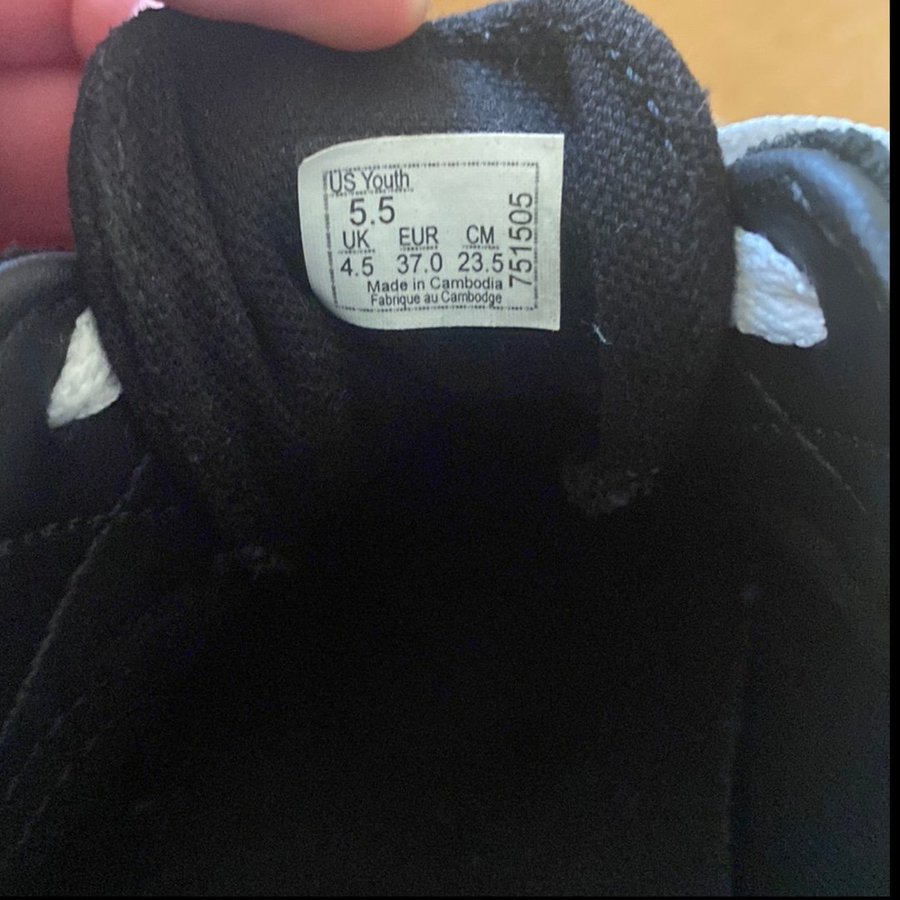 US Youth
5.5
UK EUR CM
4.5 37.0 23.5
Made in Cambodia
Fabrique au Cambodge
751505